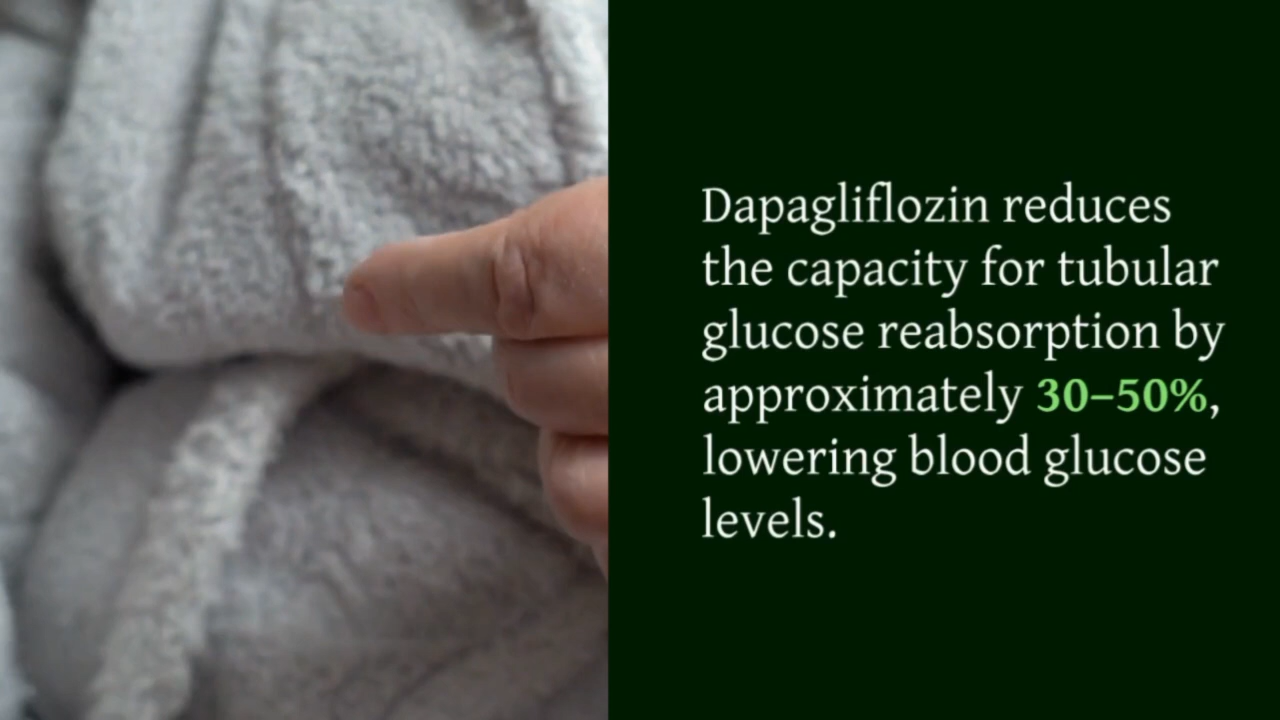 Dapagliflozin reduces
the capacity for tubular
glucose reabsorption by
approximately 30–50%,
lowering blood glucose
levels.